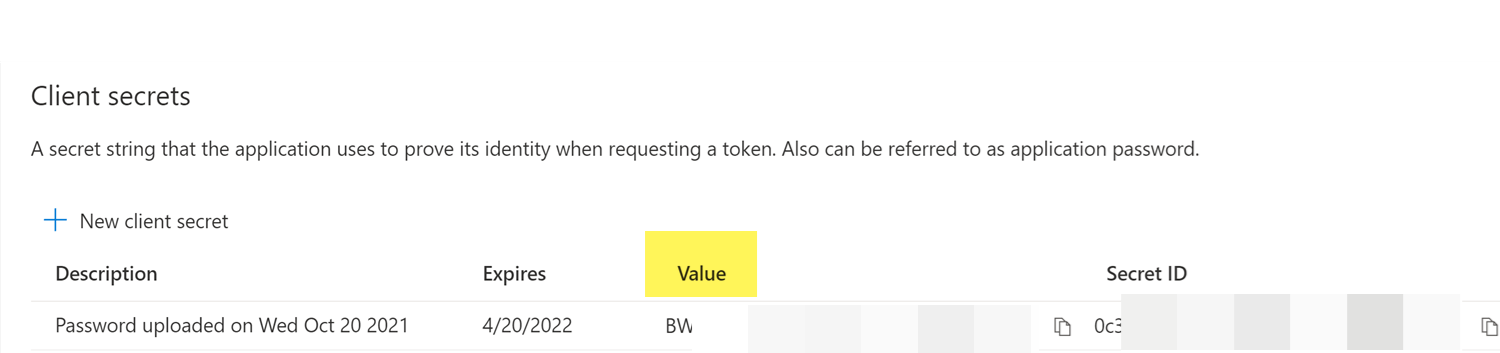 Client secrets
A secret string that the application uses to prove its identity when requesting a token. Also can be referred to as application password.
New client secret
Description Expires Value Secret ID
Password uploaded on Wed Oct 20 2021 4/20/2022 BW 0c3